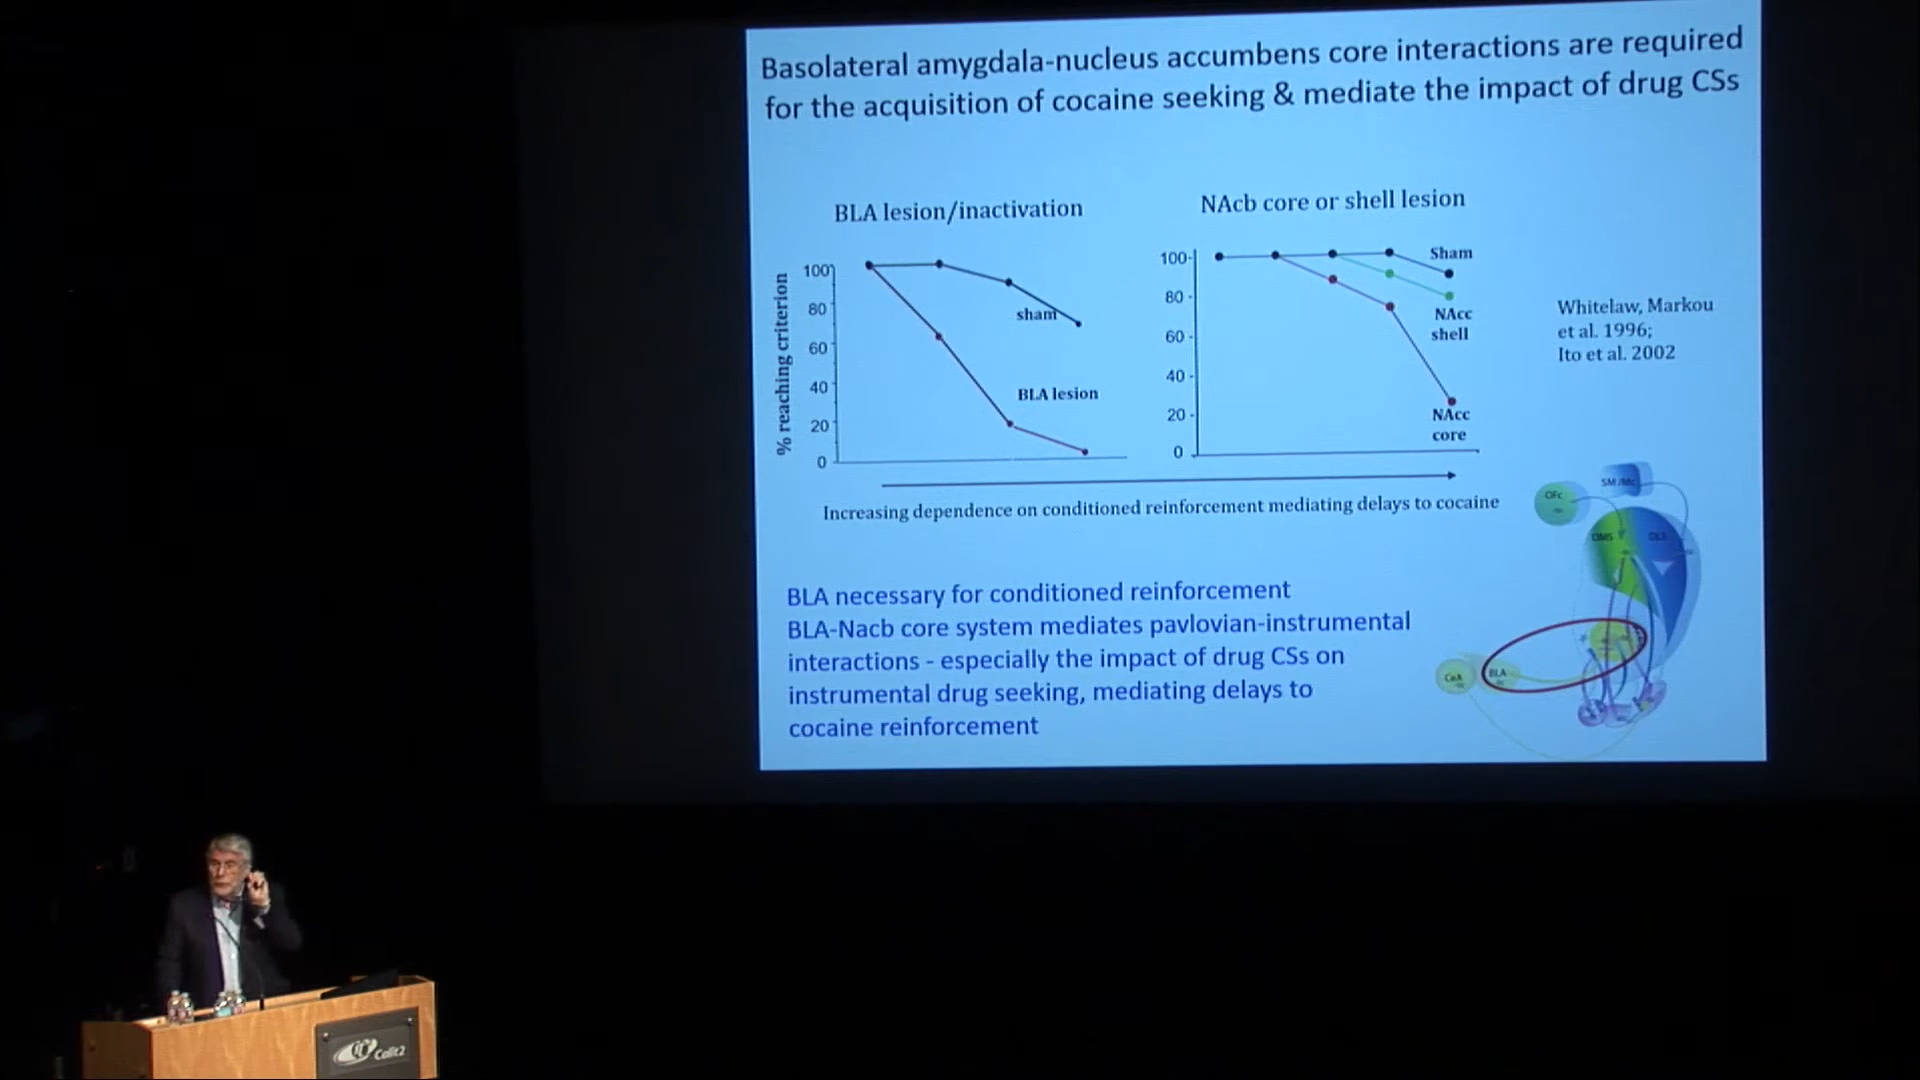 Basolateral amygdala-nucleus accumbens core interactions are required
for the acquisition of cocaine seeking & mediate the impact of drug CSs
BLA lesion/inactivation
NAcb core or shell lesion
% reaching criterion
100
80
60
40
20
0
sham
BLA lesion
100
80
60
40
20
0
Sham
NAcc
shell
NAcc
core
Whitelaw, Markou
et al. 1996;
Ito et al. 2002
Increasing dependence on conditioned reinforcement mediating delays to cocaine
BLA necessary for conditioned reinforcement
BLA-Nacb core system mediates pavlovian-instrumental
interactions - especially the impact of drug CSs on
instrumental drug seeking, mediating delays to
cocaine reinforcement
OFc
DMS
DLS
CeA
BLA
Calit2